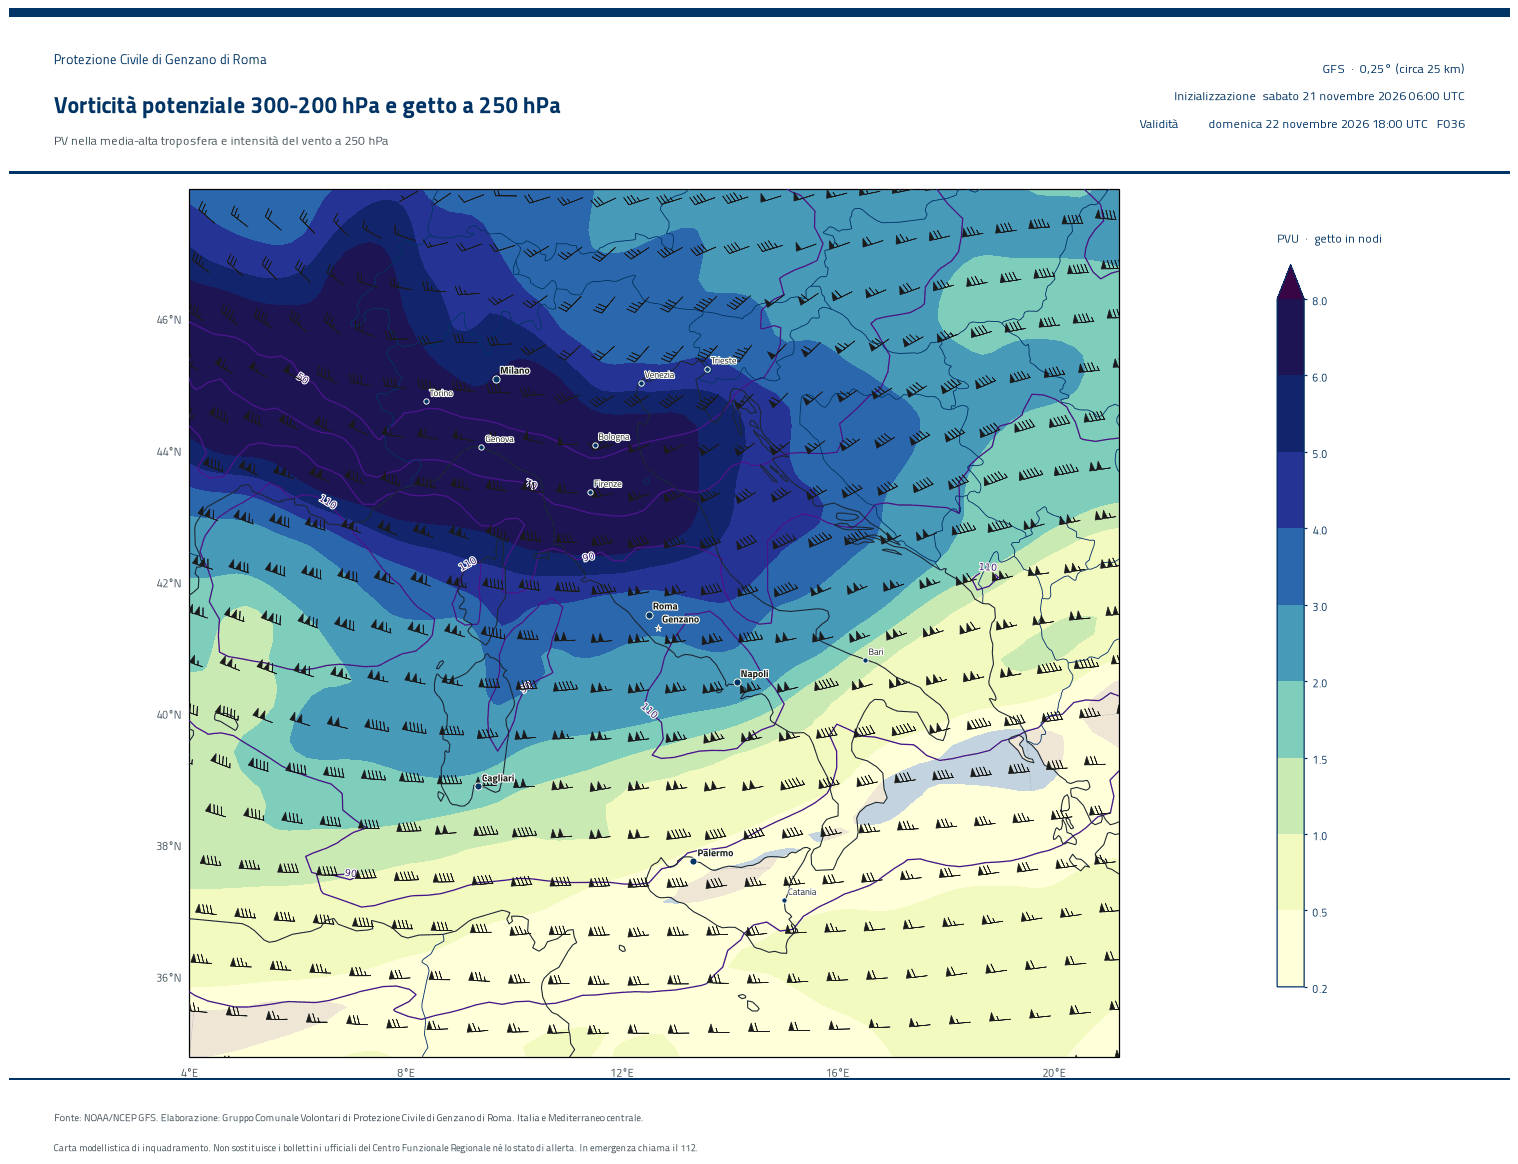 Protezione Civile di Genzano di Roma
Vorticità potenziale 300-200 hPa e getto a 250 hPa
PV nella media-alta troposfera e intensità del vento a 250 hPa
GFS · 0,25° (circa 25 km)
Inizializzazione sabato 21 novembre 2026 06:00 UTC
Validità domenica 22 novembre 2026 18:00 UTC F036
PVU · getto in nodi
8.0
6.0
5.0
4.0
3.0
2.0
1.5
1.0
0.5
0.2
46°N
44°N
42°N
40°N
38°N
36°N
4°E
8°E
12°E
16°E
20°E
Trieste
Milano
Venezia
50
Torino
Genova
Bologna
Firenze
70
110
90
110
110
Roma
Genzano
Bari
Napoli
90
110
Cagliari
Palermo
90
Catania
Fonte: NOAA/NCEP GFS. Elaborazione: Gruppo Comunale Volontari di Protezione Civile di Genzano di Roma. Italia e Mediterraneo centrale.
Carta modellistica di inquadramento. Non sostituisce i bollettini ufficiali del Centro Funzionale Regionale né lo stato di allerta. In emergenza chiama il 112.